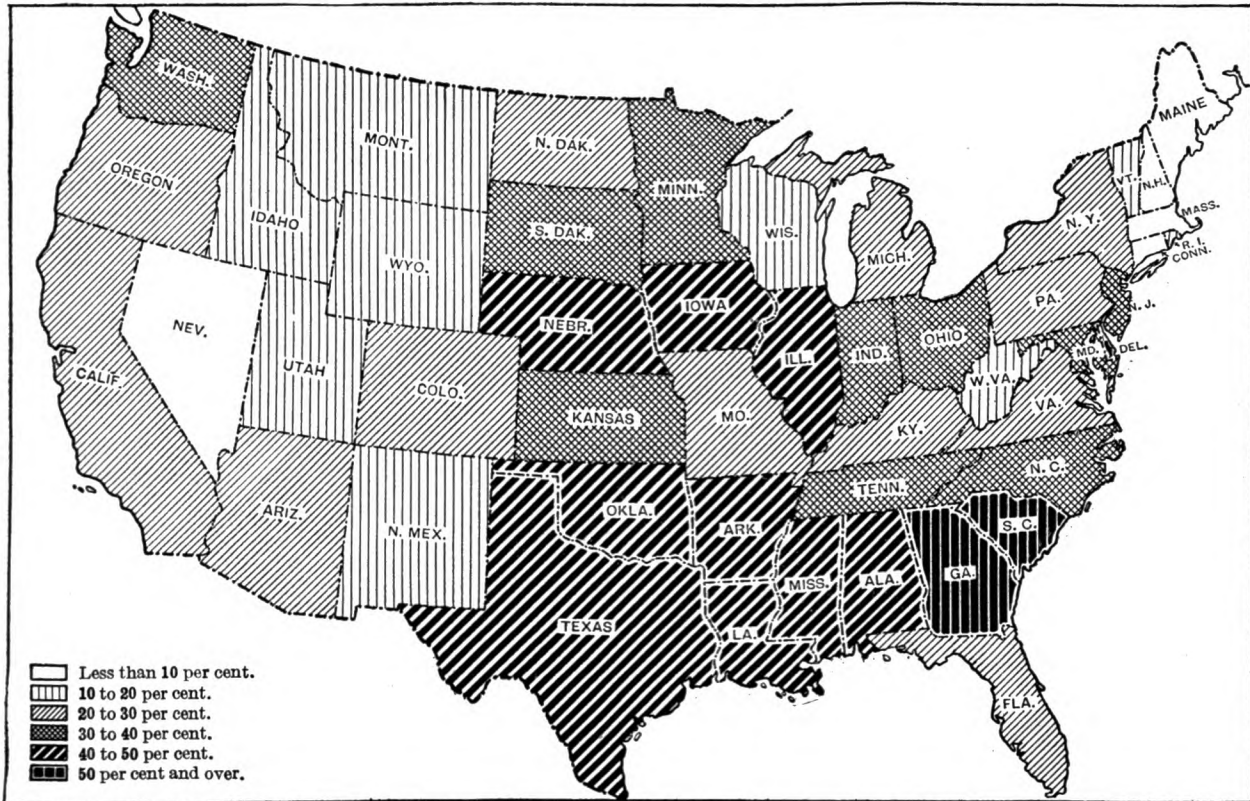 WASH.
MONT.
N. DAK.
MINN.
MAINE
OREGON
IDAHO
WYO.
S. DAK.
WIS.
MICH.
N. Y.
VT.
N.H.
MASS.
R. I.
CONN.
NEV.
UTAH
COLO.
NEBR.
IOWA
ILL.
IND.
OHIO
PA.
N. J.
MD.
DEL.
W. VA.
VA.
CALIF.
ARIZ.
N. MEX.
KANSAS
MO.
KY.
TENN.
N. C.
S. C.
OKLA.
ARK.
TEXAS
LA.
MISS.
ALA.
GA.
FLA.
Less than 10 per cent.
10 to 20 per cent.
20 to 30 per cent.
30 to 40 per cent.
40 to 50 per cent.
50 per cent and over.